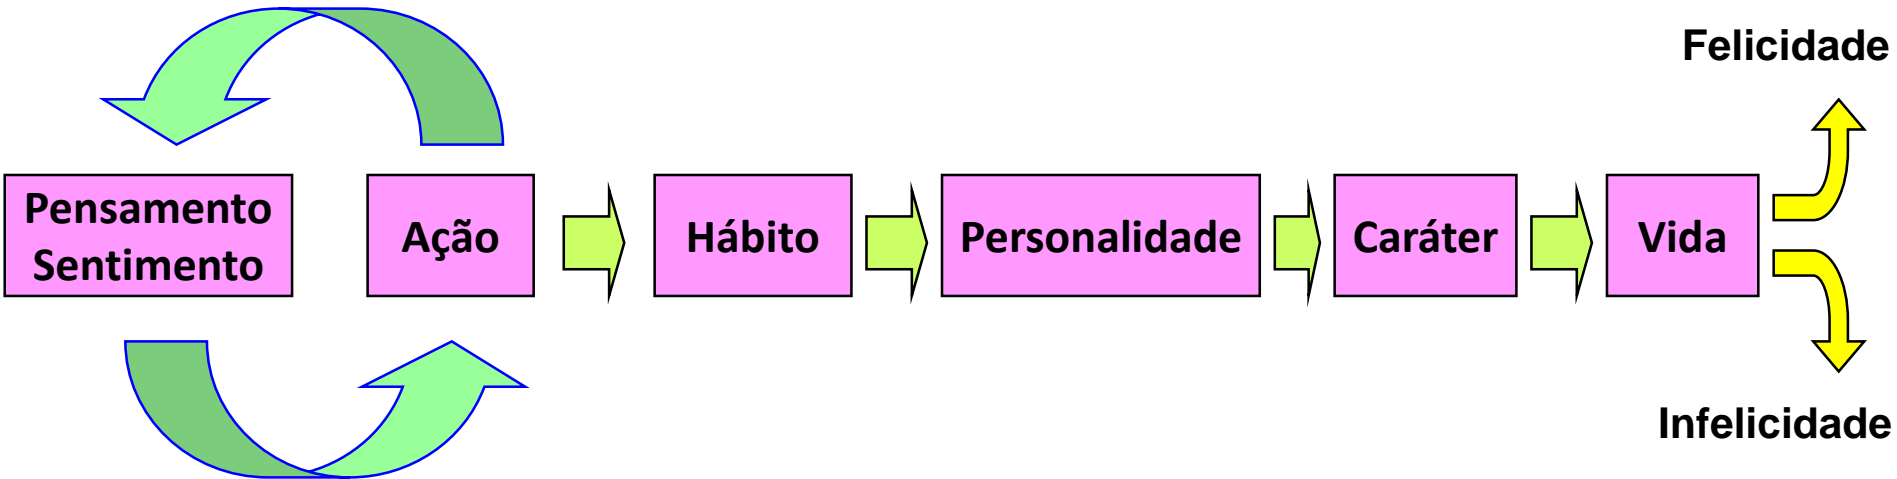 Felicidade
Pensamento
Sentimento
Ação
Hábito
Personalidade
Caráter
Vida
Infelicidade